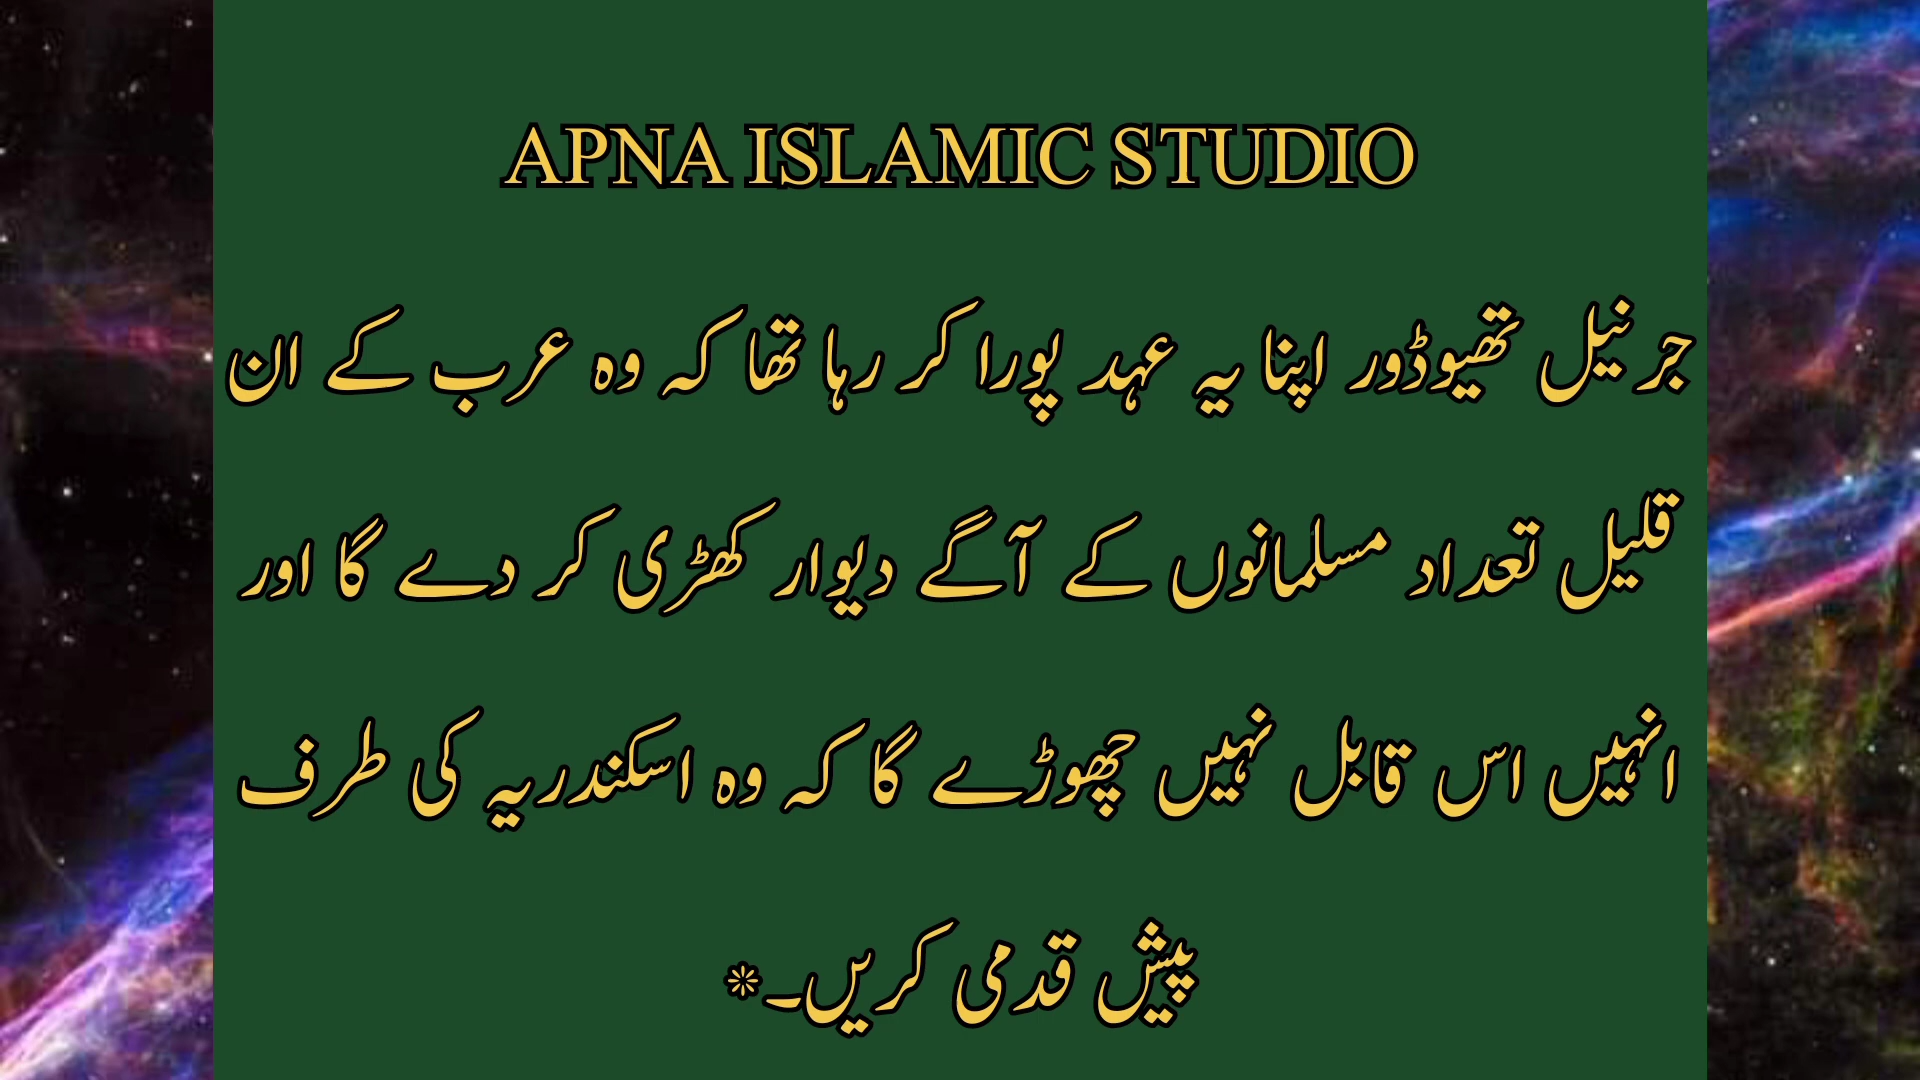 APNA ISLAMIC STUDIO
جرنیل تھیوڈور اپنا یہ عہد پورا کر رہا تھا کہ وہ عرب کے ان
قلیل تعداد مسلمانوں کے آگے دیوار کھڑی کر دے گا اور
انہیں اس قابل نہیں چھوڑے گا کہ وہ اسکندریہ کی طرف
پیش قدمی کریں۔*